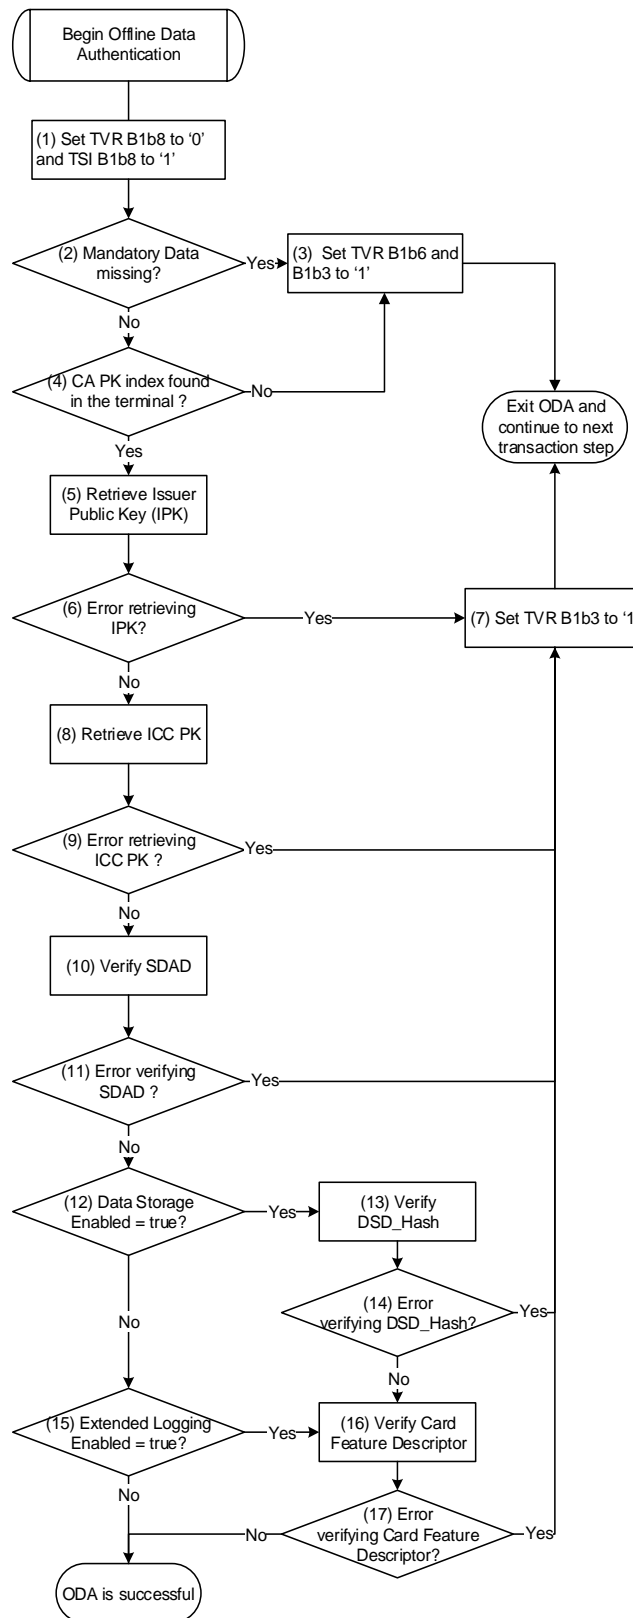 Begin Offline Data
Authentication
(1) Set TVR B1b8 to ‘0’
and TSI B1b8 to ‘1’
(2) Mandatory Data
missing?
Yes
(3) Set TVR B1b6 and
B1b3 to ‘1’
No
(4) CA PK index found
in the terminal ?
No
Exit ODA and
continue to next
transaction step
Yes
(5) Retrieve Issuer
Public Key (IPK)
(6) Error retrieving
IPK?
Yes
(7) Set TVR B1b3 to ‘1
No
(8) Retrieve ICC PK
(9) Error retrieving
ICC PK ?
Yes
No
(10) Verify SDAD
(11) Error verifying
SDAD ?
Yes
No
(12) Data Storage
Enabled = true?
Yes
(13) Verify
DSD_Hash
(14) Error
verifying DSD_Hash?
Yes
No
No
(15) Extended Logging
Enabled = true?
Yes
(16) Verify Card
Feature Descriptor
No
(17) Error
verifying Card Feature
Descriptor?
No
Yes
ODA is successful